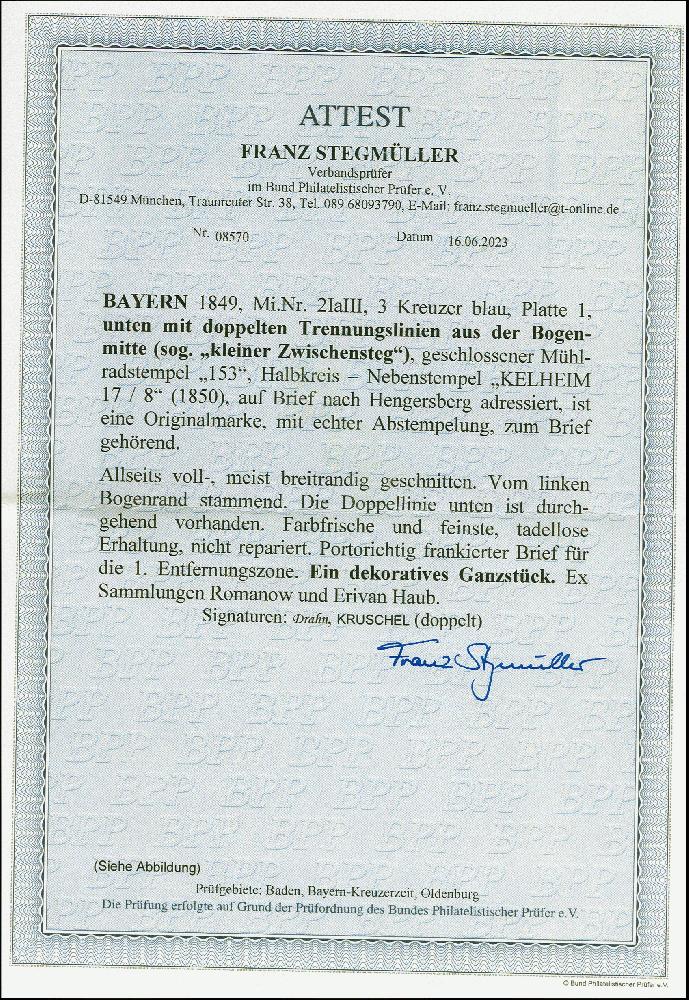 ATTEST
FRANZ STEGMÜLLER
Verbandsprüfer
im Bund Philatelistischer Prüfer e. V.
D-81549 München, Traunreuter Str. 38, Tel. 089 68093790, E-Mail: franz.stegmueller@t-online.de
Nr. 08570 Datum 16.06.2023
BAYERN 1849, Mi.Nr. 2IaIII, 3 Kreuzer blau, Platte 1,
unten mit doppelten Trennungslinien aus der Bogen-
mitte (sog. „kleiner Zwischensteg“), geschlossener Mühl-
radstempel „153“, Halbkreis – Nebenstempel „KELHEIM
17 / 8“ (1850), auf Brief nach Hengersberg adressiert, ist
eine Originalmarke, mit echter Abstempelung, zum Brief
gehörend.
Allseits voll-, meist breitrandig geschnitten. Vom linken
Bogenrand stammend. Die Doppellinie unten ist durch-
gehend vorhanden. Farbfrische und feinste, tadellose
Erhaltung, nicht repariert. Portorichtig frankierter Brief für
die 1. Entfernungszone. Ein dekoratives Ganzstück. Ex
Sammlungen Romanow und Erivan Haub.
Signaturen: Drahn, KRUSCHEL (doppelt)
Franz Stegmüller
(Siehe Abbildung)
Prüfgebiete: Baden, Bayern-Kreuzerzeit, Oldenburg
Die Prüfung erfolgte auf Grund der Prüfordnung des Bundes Philatelistischer Prüfer e.V.
© Bund Philatelistischer Prüfer e.V.